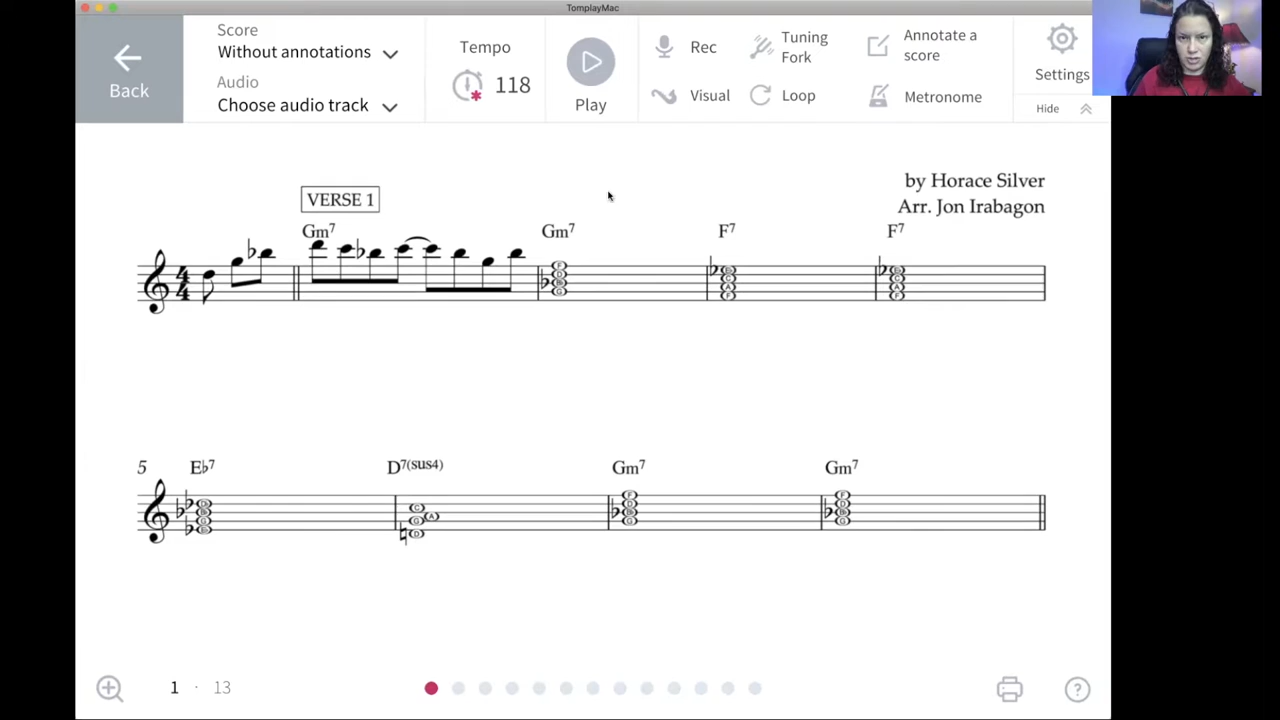 TomplayMac
Back
Score
Without annotations
Audio
Choose audio track
Tempo
118
Play
Rec
Visual
Tuning
Fork
Loop
Annotate a
score
Metronome
Settings
Hide
by Horace Silver
Arr. Jon Irabagon
VERSE 1
Gm7 Gm7 F7 F7
5 E♭7 D7(sus4) Gm7 Gm7
1 · 13